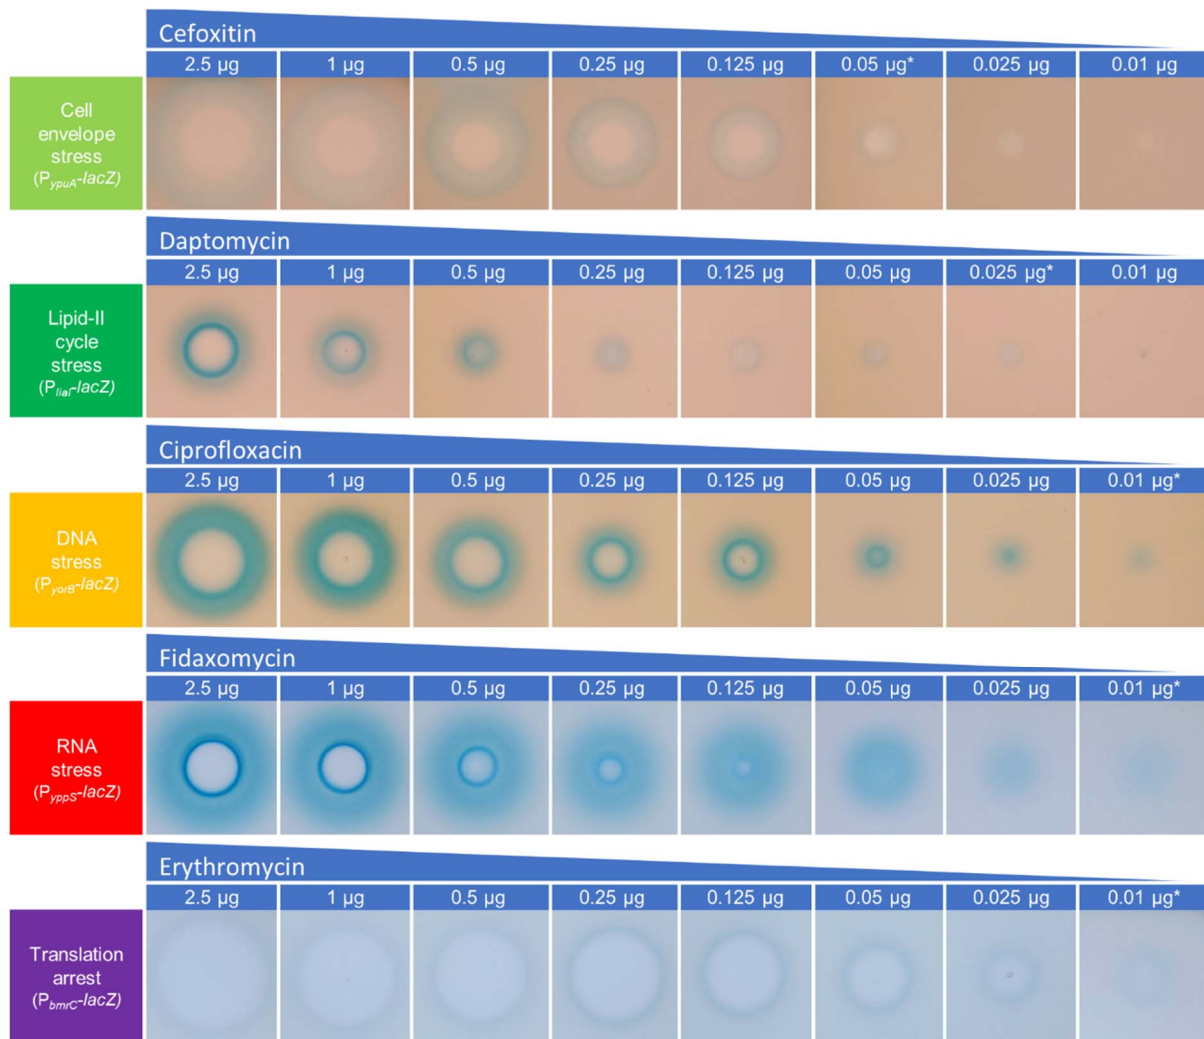 Cefoxitin
2.5 µg 1 µg 0.5 µg 0.25 µg 0.125 µg 0.05 µg* 0.025 µg 0.01 µg
Cell
envelope
stress
(PypuA-lacZ)
Daptomycin
2.5 µg 1 µg 0.5 µg 0.25 µg 0.125 µg 0.05 µg 0.025 µg* 0.01 µg
Lipid-II
cycle
stress
(PliaI-lacZ)
Ciprofloxacin
2.5 µg 1 µg 0.5 µg 0.25 µg 0.125 µg 0.05 µg 0.025 µg 0.01 µg*
DNA
stress
(PyorB-lacZ)
Fidaxomycin
2.5 µg 1 µg 0.5 µg 0.25 µg 0.125 µg 0.05 µg 0.025 µg 0.01 µg*
RNA
stress
(PyppS-lacZ)
Erythromycin
2.5 µg 1 µg 0.5 µg 0.25 µg 0.125 µg 0.05 µg 0.025 µg 0.01 µg*
Translation
arrest
(PbmrC-lacZ)